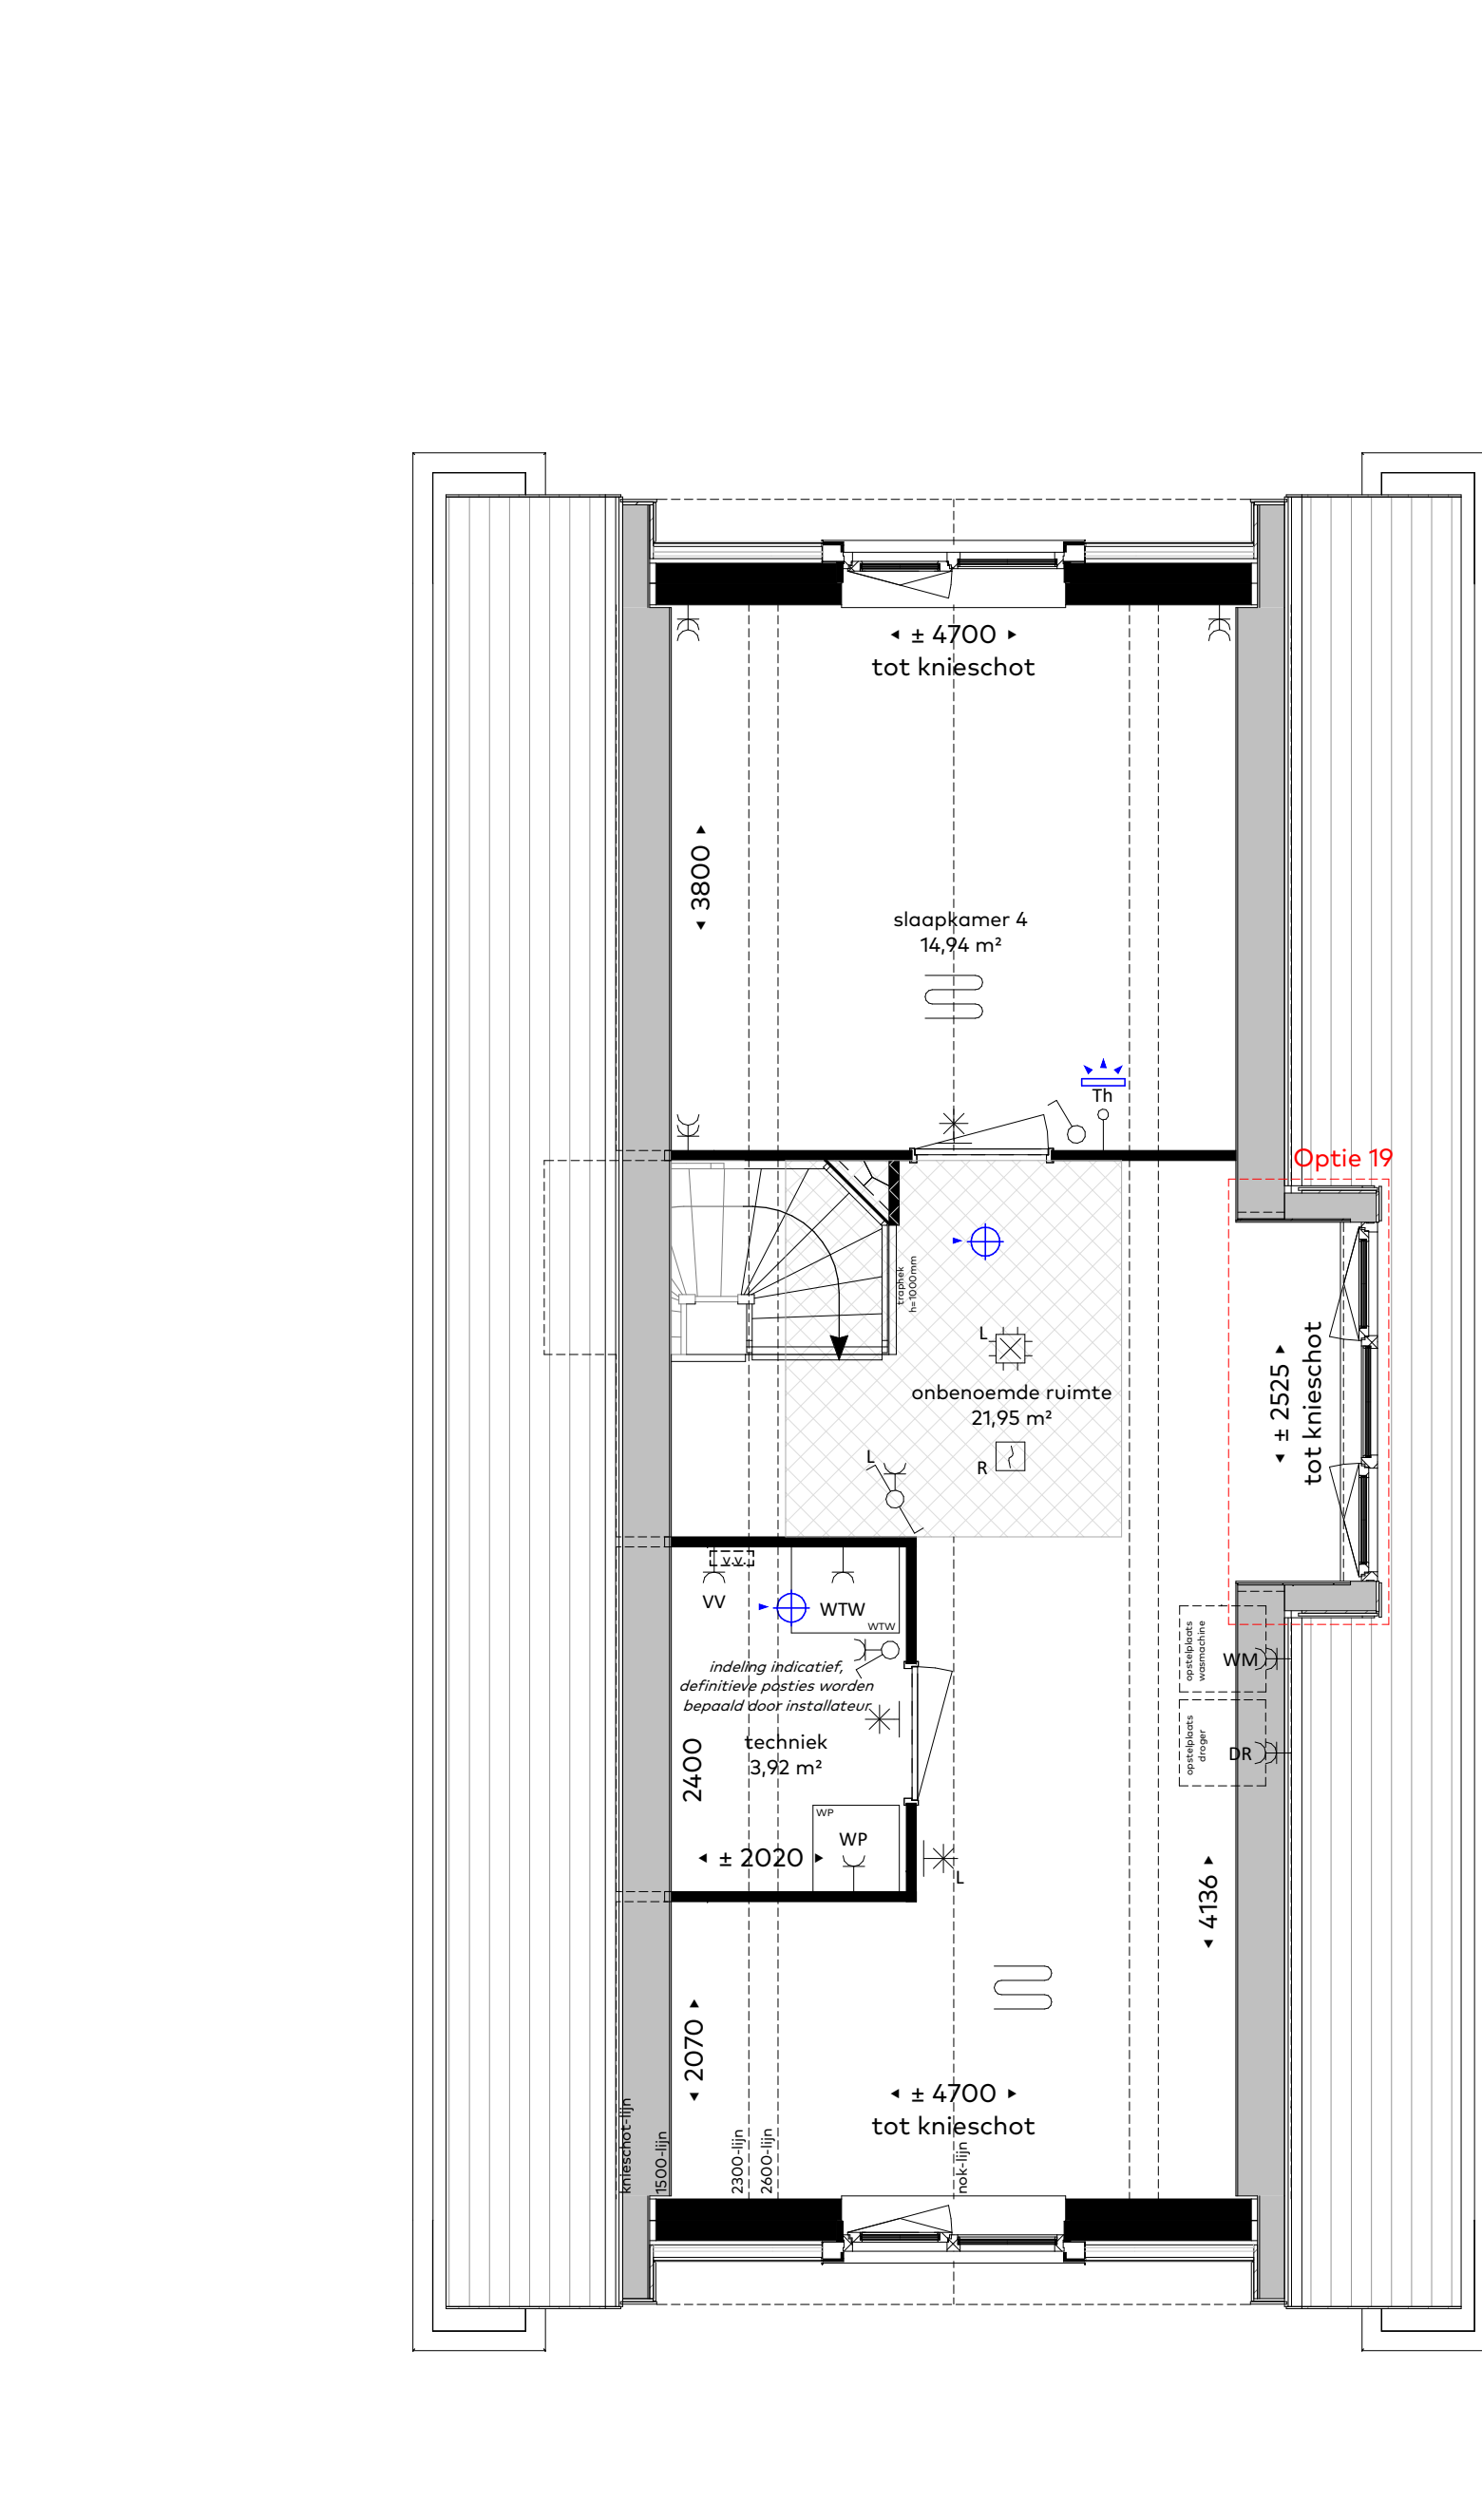 ± 4700
tot knieschot
3800
slaapkamer 4
14,94 m²
Th
Optie 19
traphek
h=1000mm
L
onbenoemde ruimte
21,95 m²
± 2525
tot knieschot
L
R
v.v.
VV
WTW
WTW
indeling indicatief,
definitieve posties worden
bepaald door installateur
techniek
3,92 m²
2400
WP
WP
± 2020
L
opstelplaats
wasmachine
WM
opstelplaats
droger
DR
4136
2070
± 4700
tot knieschot
knieschot-lijn
1500-lijn
2300-lijn
2600-lijn
nok-lijn